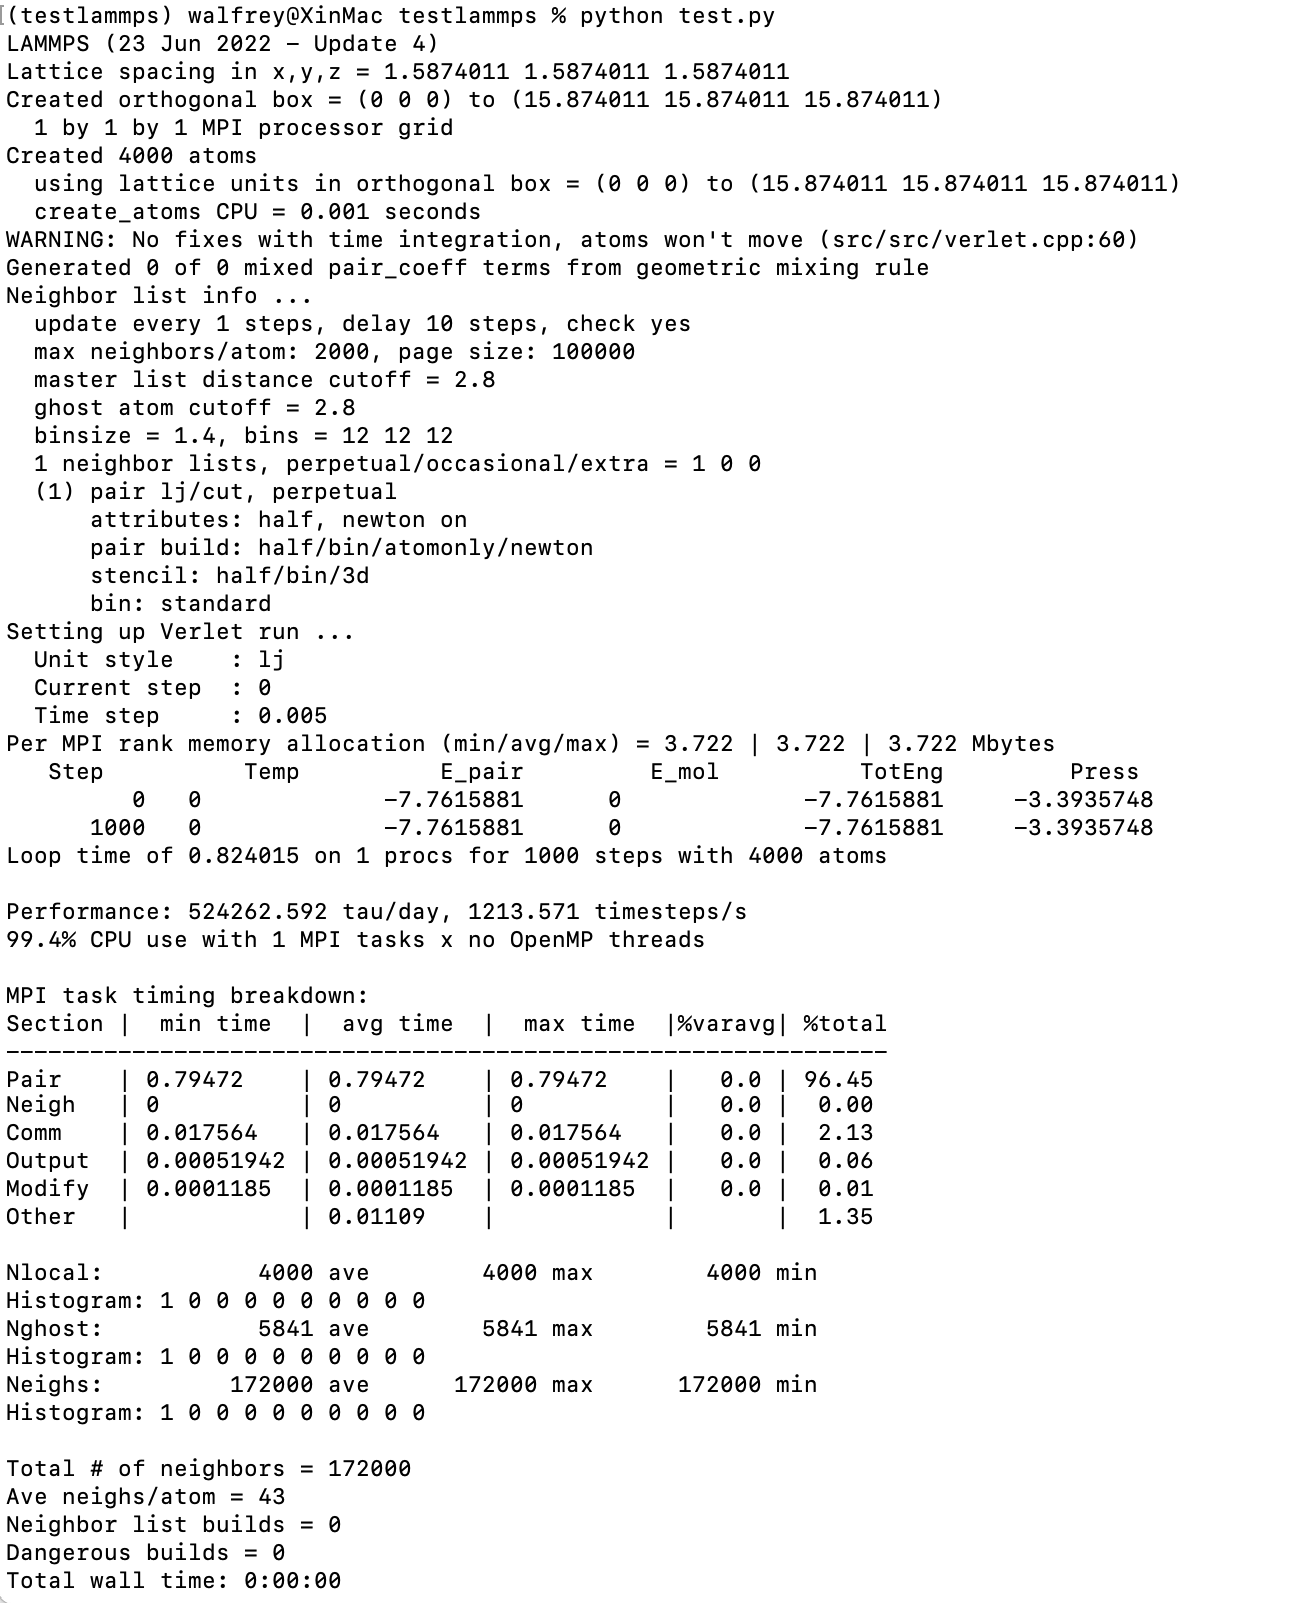 [(testlammps) walfrey@XinMac testlammps % python test.py
LAMMPS (23 Jun 2022 - Update 4)
Lattice spacing in x,y,z = 1.5874011 1.5874011 1.5874011
Created orthogonal box = (0 0 0) to (15.874011 15.874011 15.874011)
  1 by 1 by 1 MPI processor grid
Created 4000 atoms
  using lattice units in orthogonal box = (0 0 0) to (15.874011 15.874011 15.874011)
  create_atoms CPU = 0.001 seconds
WARNING: No fixes with time integration, atoms won't move (src/src/verlet.cpp:60)
Generated 0 of 0 mixed pair_coeff terms from geometric mixing rule
Neighbor list info ...
  update every 1 steps, delay 10 steps, check yes
  max neighbors/atom: 2000, page size: 100000
  master list distance cutoff = 2.8
  ghost atom cutoff = 2.8
  binsize = 1.4, bins = 12 12 12
  1 neighbor lists, perpetual/occasional/extra = 1 0 0
  (1) pair lj/cut, perpetual
      attributes: half, newton on
      pair build: half/bin/atomonly/newton
      stencil: half/bin/3d
      bin: standard
Setting up Verlet run ...
  Unit style    : lj
  Current step  : 0
  Time step     : 0.005
Per MPI rank memory allocation (min/avg/max) = 3.722 | 3.722 | 3.722 Mbytes
   Step          Temp          E_pair         E_mol          TotEng         Press
         0   0             -7.7615881      0             -7.7615881     -3.3935748
      1000   0             -7.7615881      0             -7.7615881     -3.3935748
Loop time of 0.824015 on 1 procs for 1000 steps with 4000 atoms

Performance: 524262.592 tau/day, 1213.571 timesteps/s
99.4% CPU use with 1 MPI tasks x no OpenMP threads

MPI task timing breakdown:
Section |  min time  |  avg time  |  max time  |%varavg| %total
---------------------------------------------------------------
Pair    | 0.79472    | 0.79472    | 0.79472    |   0.0 | 96.45
Neigh   | 0          | 0          | 0          |   0.0 |  0.00
Comm    | 0.017564   | 0.017564   | 0.017564   |   0.0 |  2.13
Output  | 0.00051942 | 0.00051942 | 0.00051942 |   0.0 |  0.06
Modify  | 0.0001185  | 0.0001185  | 0.0001185  |   0.0 |  0.01
Other   |            | 0.01109    |            |       |  1.35

Nlocal:           4000 ave        4000 max        4000 min
Histogram: 1 0 0 0 0 0 0 0 0 0
Nghost:           5841 ave        5841 max        5841 min
Histogram: 1 0 0 0 0 0 0 0 0 0
Neighs:         172000 ave      172000 max      172000 min
Histogram: 1 0 0 0 0 0 0 0 0 0

Total # of neighbors = 172000
Ave neighs/atom = 43
Neighbor list builds = 0
Dangerous builds = 0
Total wall time: 0:00:00